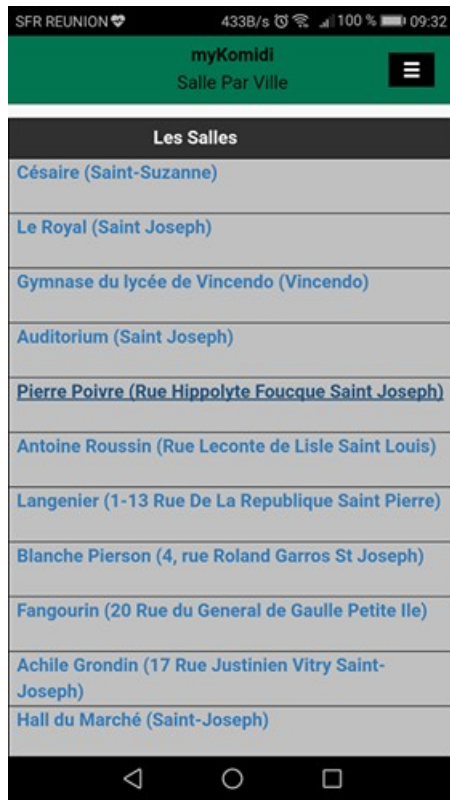 SFR REUNION 433B/s 100 % 09:32
myKomidi
Salle Par Ville
Les Salles
Césaire (Saint-Suzanne)
Le Royal (Saint Joseph)
Gymnase du lycée de Vincendo (Vincendo)
Auditorium (Saint Joseph)
Pierre Poivre (Rue Hippolyte Foucque Saint Joseph)
Antoine Roussin (Rue Leconte de Lisle Saint Louis)
Langenier (1-13 Rue De La Republique Saint Pierre)
Blanche Pierson (4, rue Roland Garros St Joseph)
Fangourin (20 Rue du General de Gaulle Petite Ile)
Achile Grondin (17 Rue Justinien Vitry Saint-
Joseph)
Hall du Marché (Saint-Joseph)